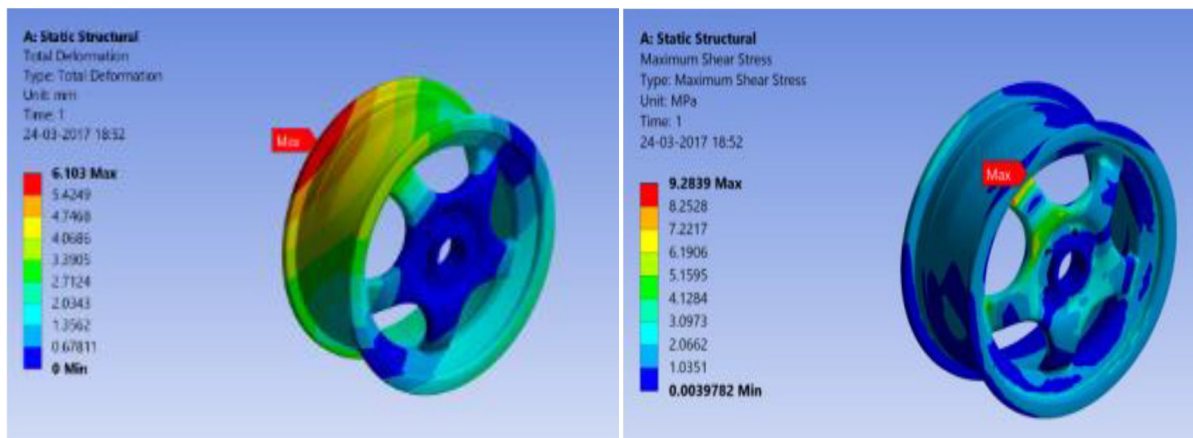 A: Static Structural
Total Deformation
Type: Total Deformation
Unit: mm
Time: 1
24-03-2017 18:52
6.103 Max
5.4249
4.7468
4.0686
3.3905
2.7124
2.0343
1.3562
0.67811
0 Min
Max
A: Static Structural
Maximum Shear Stress
Type: Maximum Shear Stress
Unit: MPa
Time: 1
24-03-2017 18:52
9.2839 Max
8.2528
7.2217
6.1906
5.1595
4.1284
3.0973
2.0662
1.0351
0.0039782 Min
Max